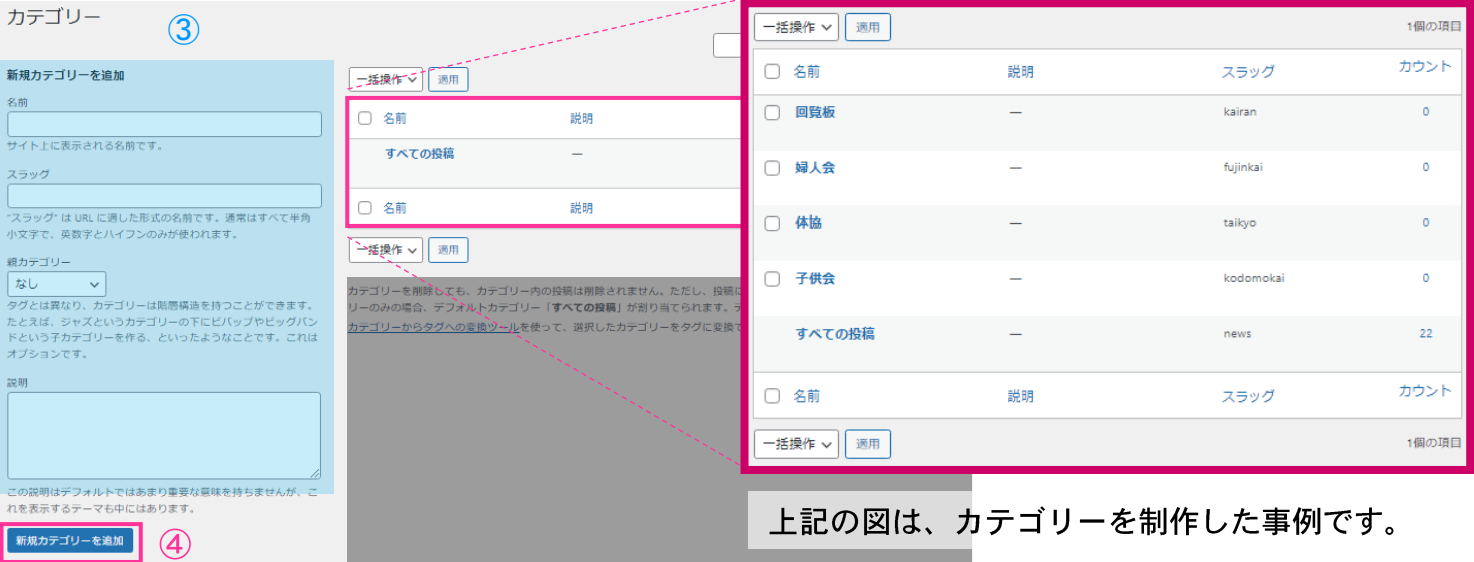 カテゴリー
③
新規カテゴリーを追加
名前
サイト上に表示される名前です。
スラッグ
"スラッグ" は URL に適した形式の名前です。通常はすべて半角
小文字で、英数字とハイフンのみが使われます。
親カテゴリー
なし
タグとは異なり、カテゴリーは階層構造を持つことができます。
たとえば、ジャズというカテゴリーの下にビバップやビッグバン
ドという子カテゴリーを作る、といったようなことです。これは
オプションです。
説明
この説明はデフォルトではあまり重要な意味を持ちませんが、こ
れを表示するテーマも中にはあります。
新規カテゴリーを追加
④
一括操作 適用
名前 説明
すべての投稿 —
名前 説明
一括操作 適用
カテゴリーを削除しても、カテゴリー内の投稿は削除されません。ただし、投稿に
リーのみの場合、デフォルトカテゴリー「すべての投稿」が割り当てられます。デ
カテゴリーからタグへの変換ツールを使って、選択したカテゴリーをタグに変換で
一括操作 適用 1個の項目
名前 説明 スラッグ カウント
回覧板 — kairan 0
婦人会 — fujinkai 0
体協 — taikyo 0
子供会 — kodomokai 0
すべての投稿 — news 22
名前 説明 スラッグ カウント
一括操作 適用 1個の項目
上記の図は、カテゴリーを制作した事例です。